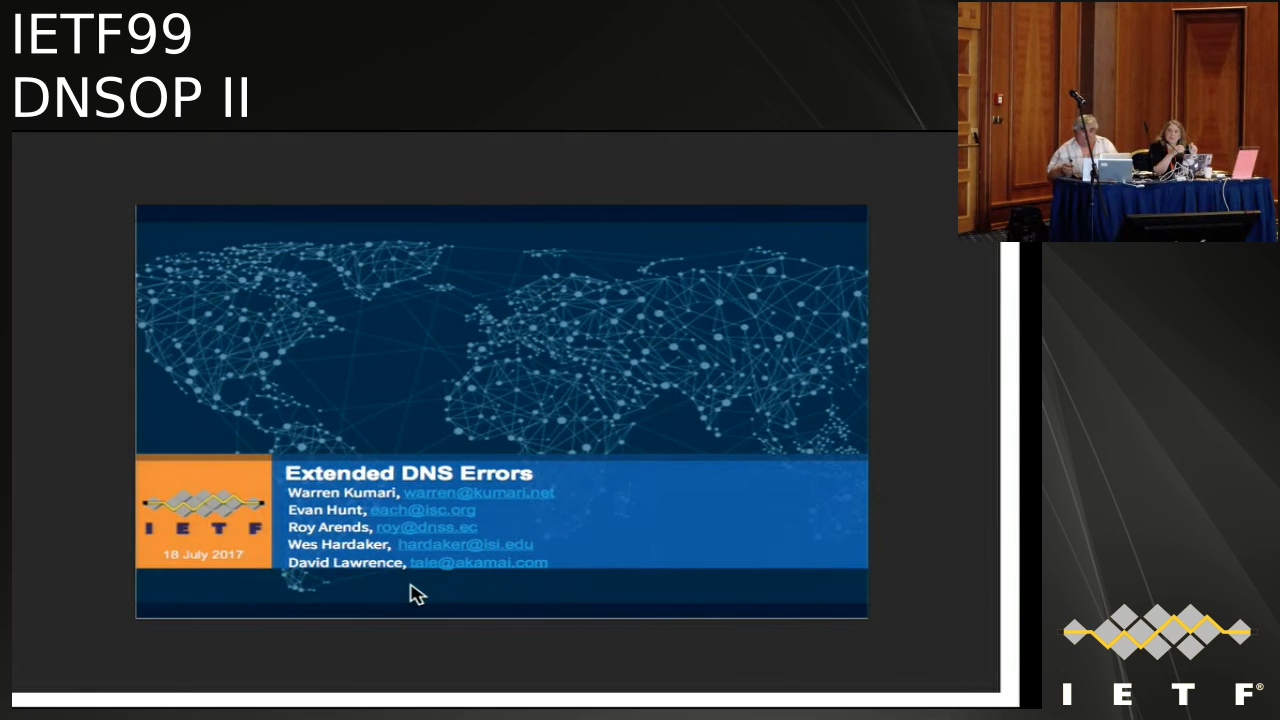 IETF99
DNSOP II
Extended DNS Errors
Warren Kumari, warren@kumari.net
Evan Hunt, each@isc.org
Roy Arends, roy@dnss.ec
Wes Hardaker, hardaker@isi.edu
David Lawrence, tale@akamai.com
I E T F
18 July 2017
I E T F®